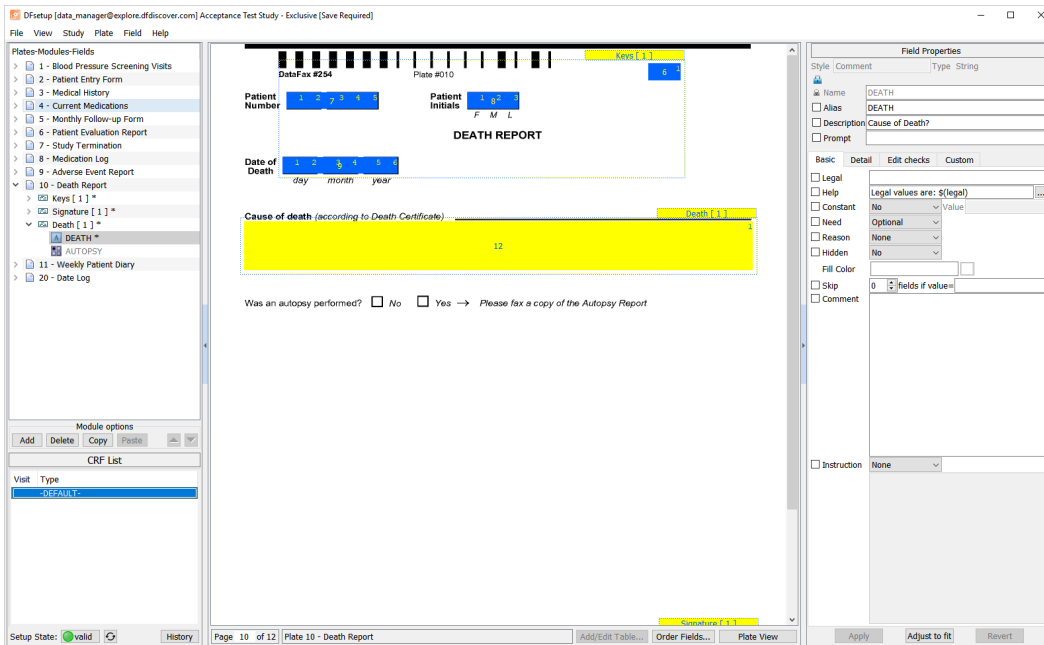 DFsetup [data_manager@explore.dfdiscover.com] Acceptance Test Study - Exclusive [Save Required]
File View Study Plate Field Help
Plates-Modules-Fields
1 - Blood Pressure Screening Visits
2 - Patient Entry Form
3 - Medical History
4 - Current Medications
5 - Monthly Follow-up Form
6 - Patient Evaluation Report
7 - Study Termination
8 - Medication Log
9 - Adverse Event Report
10 - Death Report
Keys [ 1 ] *
Signature [ 1 ] *
Death [ 1 ] *
A DEATH *
AUTOPSY
11 - Weekly Patient Diary
20 - Date Log
Module options
Add Delete Copy Paste
CRF List
Visit Type
-DEFAULT-
Setup State: valid History
Keys [ 1 ]
DataFax #254 Plate #010
6 1
Patient Number 1 2 7 3 4 5
Patient Initials 1 8 2 3
F M L
DEATH REPORT
Date of Death 1 2 3 9 4 5 6
day month year
Cause of death (according to Death Certificate)
Death [ 1 ]
1
12
Was an autopsy performed? No Yes → Please fax a copy of the Autopsy Report
Signature [ 1 ]
Page 10 of 12 Plate 10 - Death Report Add/Edit Table... Order Fields... Plate View
Field Properties
Style Comment Type String
Name DEATH
Alias DEATH
Description Cause of Death?
Prompt
Basic Detail Edit checks Custom
Legal
Help Legal values are: $(legal) ...
Constant No Value
Need Optional
Reason None
Hidden No
Fill Color
Skip 0 fields if value=
Comment
Instruction None
Apply Adjust to fit Revert